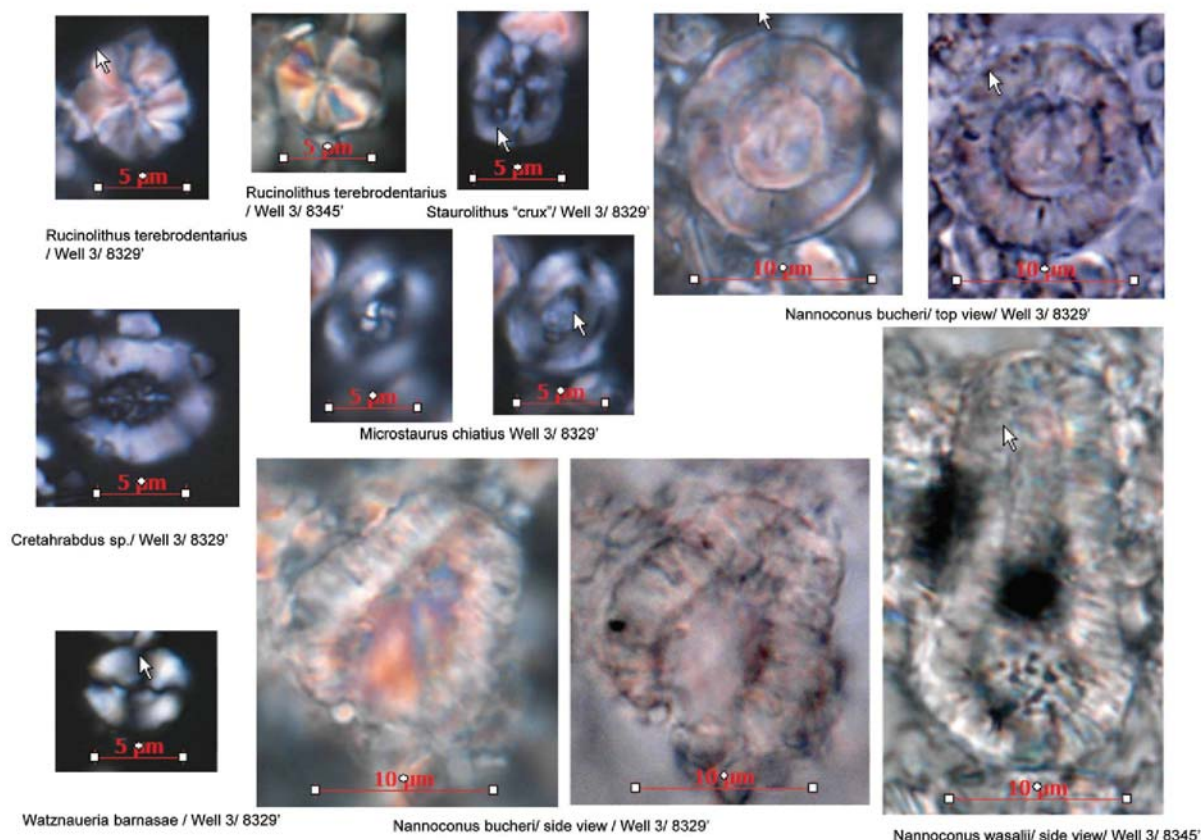 5 µm
5 µm
5 µm
10 µm
10 µm
Rucinolithus terebrodentarius
/ Well 3/ 8329'
Rucinolithus terebrodentarius
/ Well 3/ 8345'
Staurolithus "crux"/ Well 3/ 8329'
Nannoconus bucheri/ top view/ Well 3/ 8329'
5 µm
5 µm
5 µm
Microstaurus chiatius Well 3/ 8329'
Cretahrabdus sp./ Well 3/ 8329'
5 µm
10 µm
10 µm
10 µm
Watznaueria barnasae / Well 3/ 8329'
Nannoconus bucheri/ side view / Well 3/ 8329'
Nannoconus wasalii/ side view/ Well 3/ 8345'